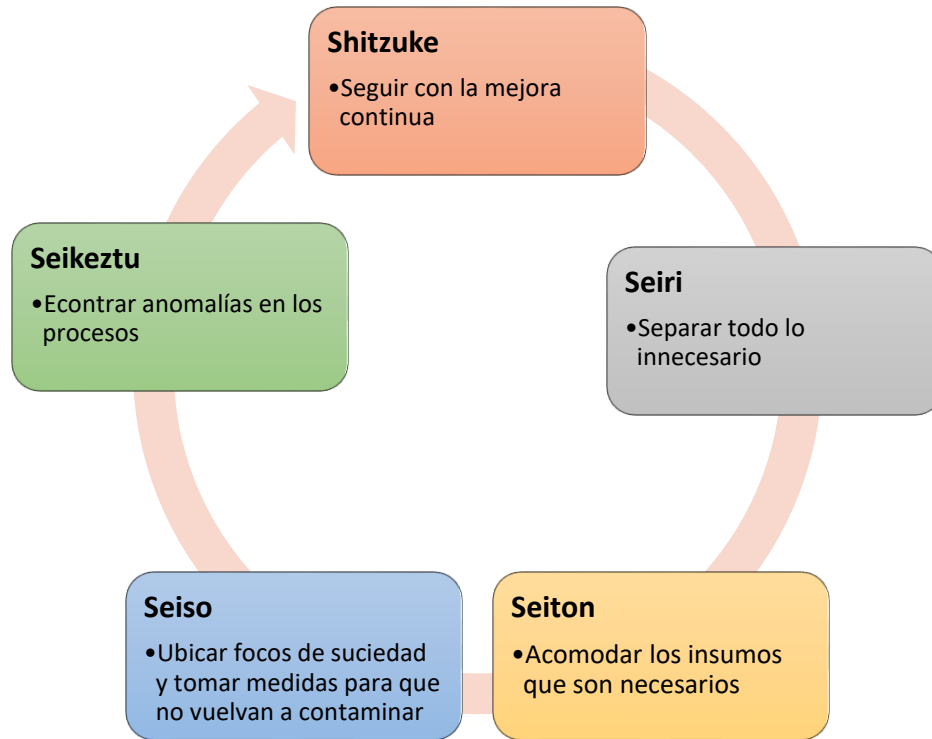 Shitzuke
•Seguir con la mejora
continua
Seikeztu
•Econtrar anomalías en los
procesos
Seiri
•Separar todo lo
innecesario
Seiso
•Ubicar focos de suciedad
y tomar medidas para que
no vuelvan a contaminar
Seiton
•Acomodar los insumos
que son necesarios